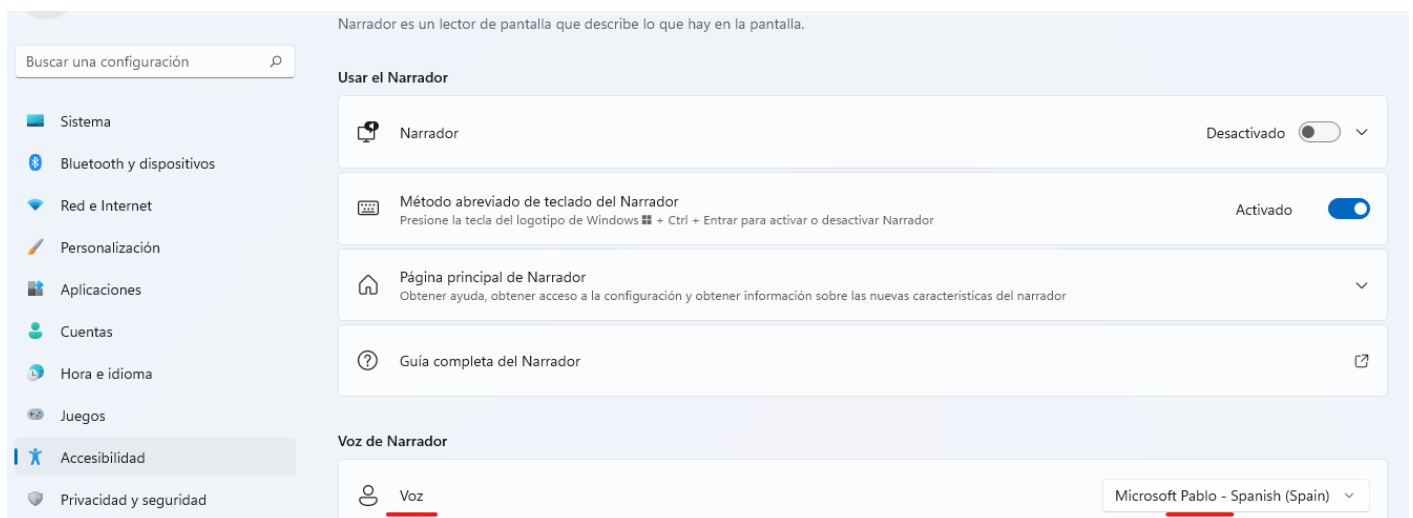 Narrador es un lector de pantalla que describe lo que hay en la pantalla.
Buscar una configuración
Usar el Narrador
Sistema
Narrador
Desactivado
Bluetooth y dispositivos
Red e Internet
Método abreviado de teclado del Narrador
Presione la tecla del logotipo de Windows + Ctrl + Entrar para activar o desactivar Narrador
Activado
Personalización
Aplicaciones
Página principal de Narrador
Obtener ayuda, obtener acceso a la configuración y obtener información sobre las nuevas características del narrador
Cuentas
Hora e idioma
Guía completa del Narrador
Juegos
Voz de Narrador
Accesibilidad
Privacidad y seguridad
Voz
Microsoft Pablo - Spanish (Spain)